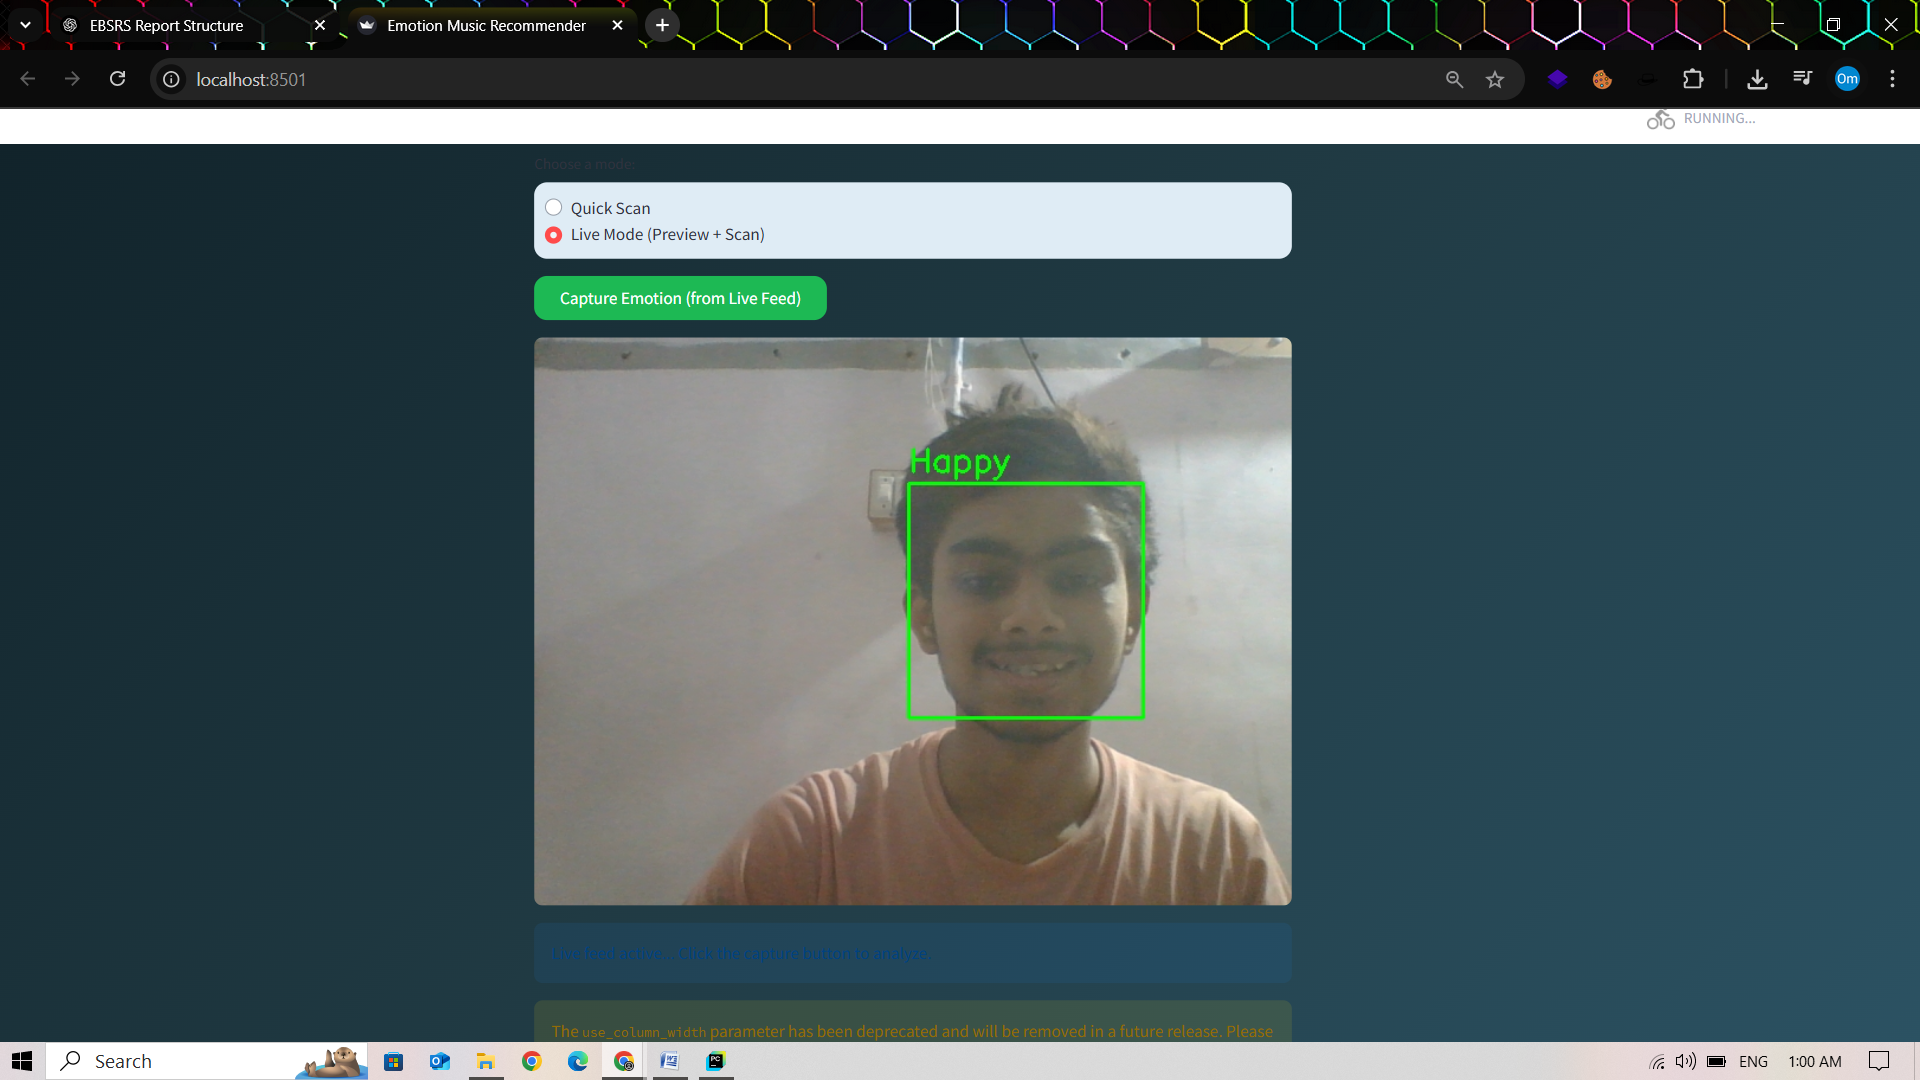 EBSRS Report Structure
Emotion Music Recommender
localhost:8501
Om
RUNNING...
Choose a mode:
Quick Scan
Live Mode (Preview + Scan)
Capture Emotion (from Live Feed)
Happy
Live feed active... Click the capture button to analyze.
The use_column_width parameter has been deprecated and will be removed in a future release. Please
Search
PC
ENG
1:00 AM